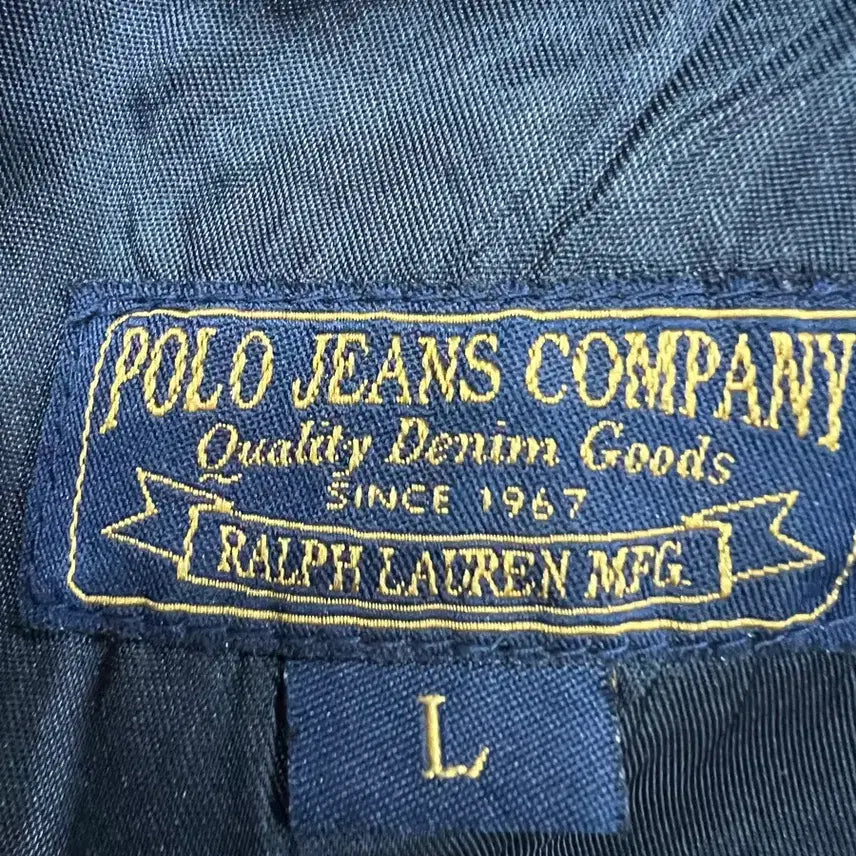 POLO JEANS COMPANY
Quality Denim Goods
SINCE 1967
RALPH LAUREN MFG.
L